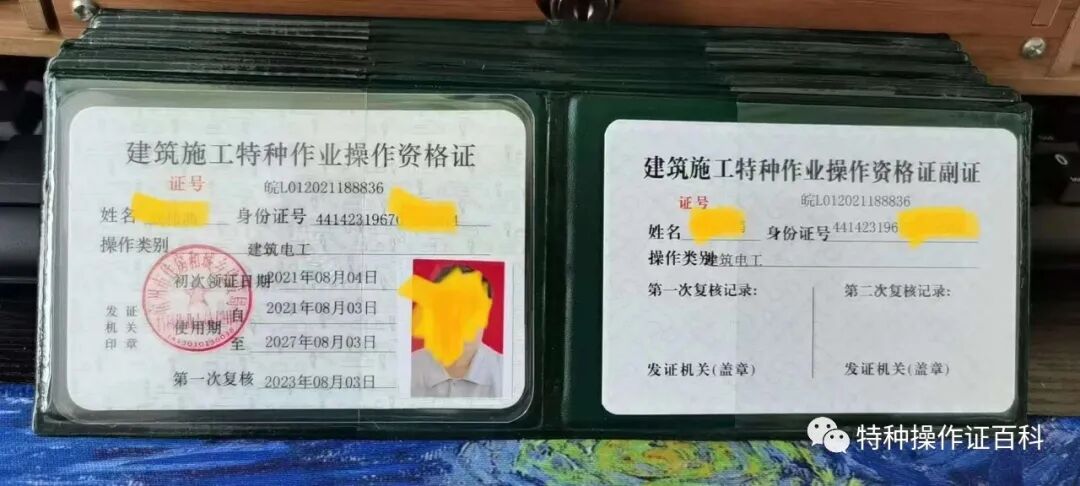 建筑施工特种作业操作资格证
证号 皖L012021188836
姓名 身份证号 44142319670
操作类别 建筑电工
初次领证日期 2021年08月04日
发证机关印章
使用期
自 2021年08月03日
至 2027年08月03日
第一次复核 2023年08月03日
建筑施工特种作业操作资格证副证
证号 皖L012021188836
姓名 身份证号 441423196
操作类别 建筑电工
第一次复核记录: 第二次复核记录:
发证机关(盖章) 发证机关(盖章)
特种操作证百科